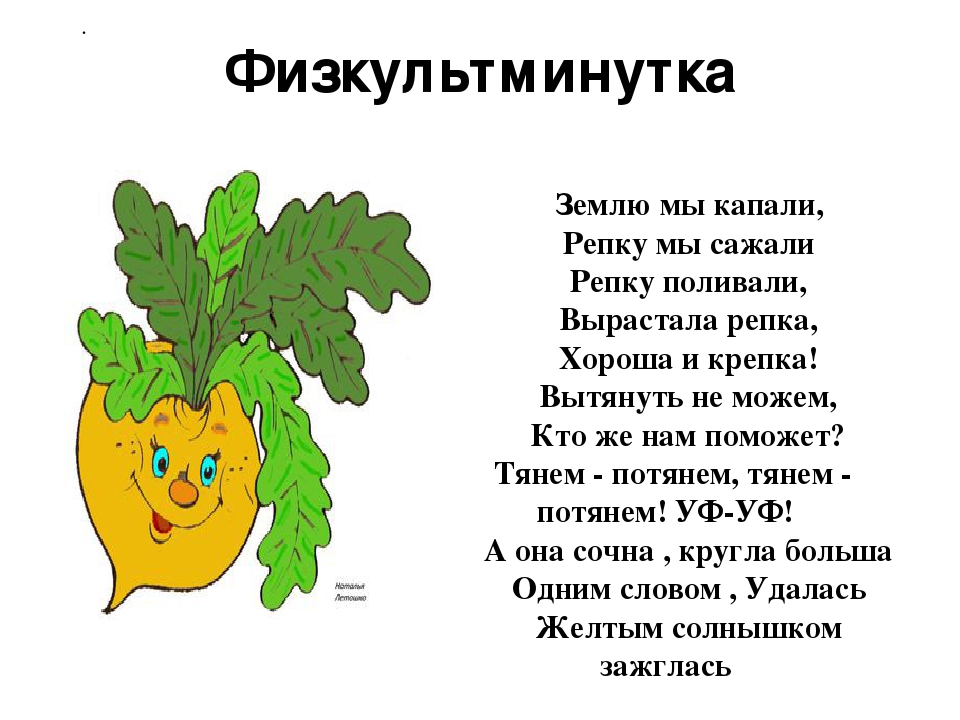 Физкультминутка
Землю мы капали,
Репку мы сажали
Репку поливали,
Вырастала репка,
Хороша и крепка!
Вытянуть не можем,
Кто же нам поможет?
Тянем - потянем, тянем -
потянем! УФ-УФ!
А она сочна , кругла больша
Одним словом , Удалась
Желтым солнышком
зажглась
Наталья
Летошко